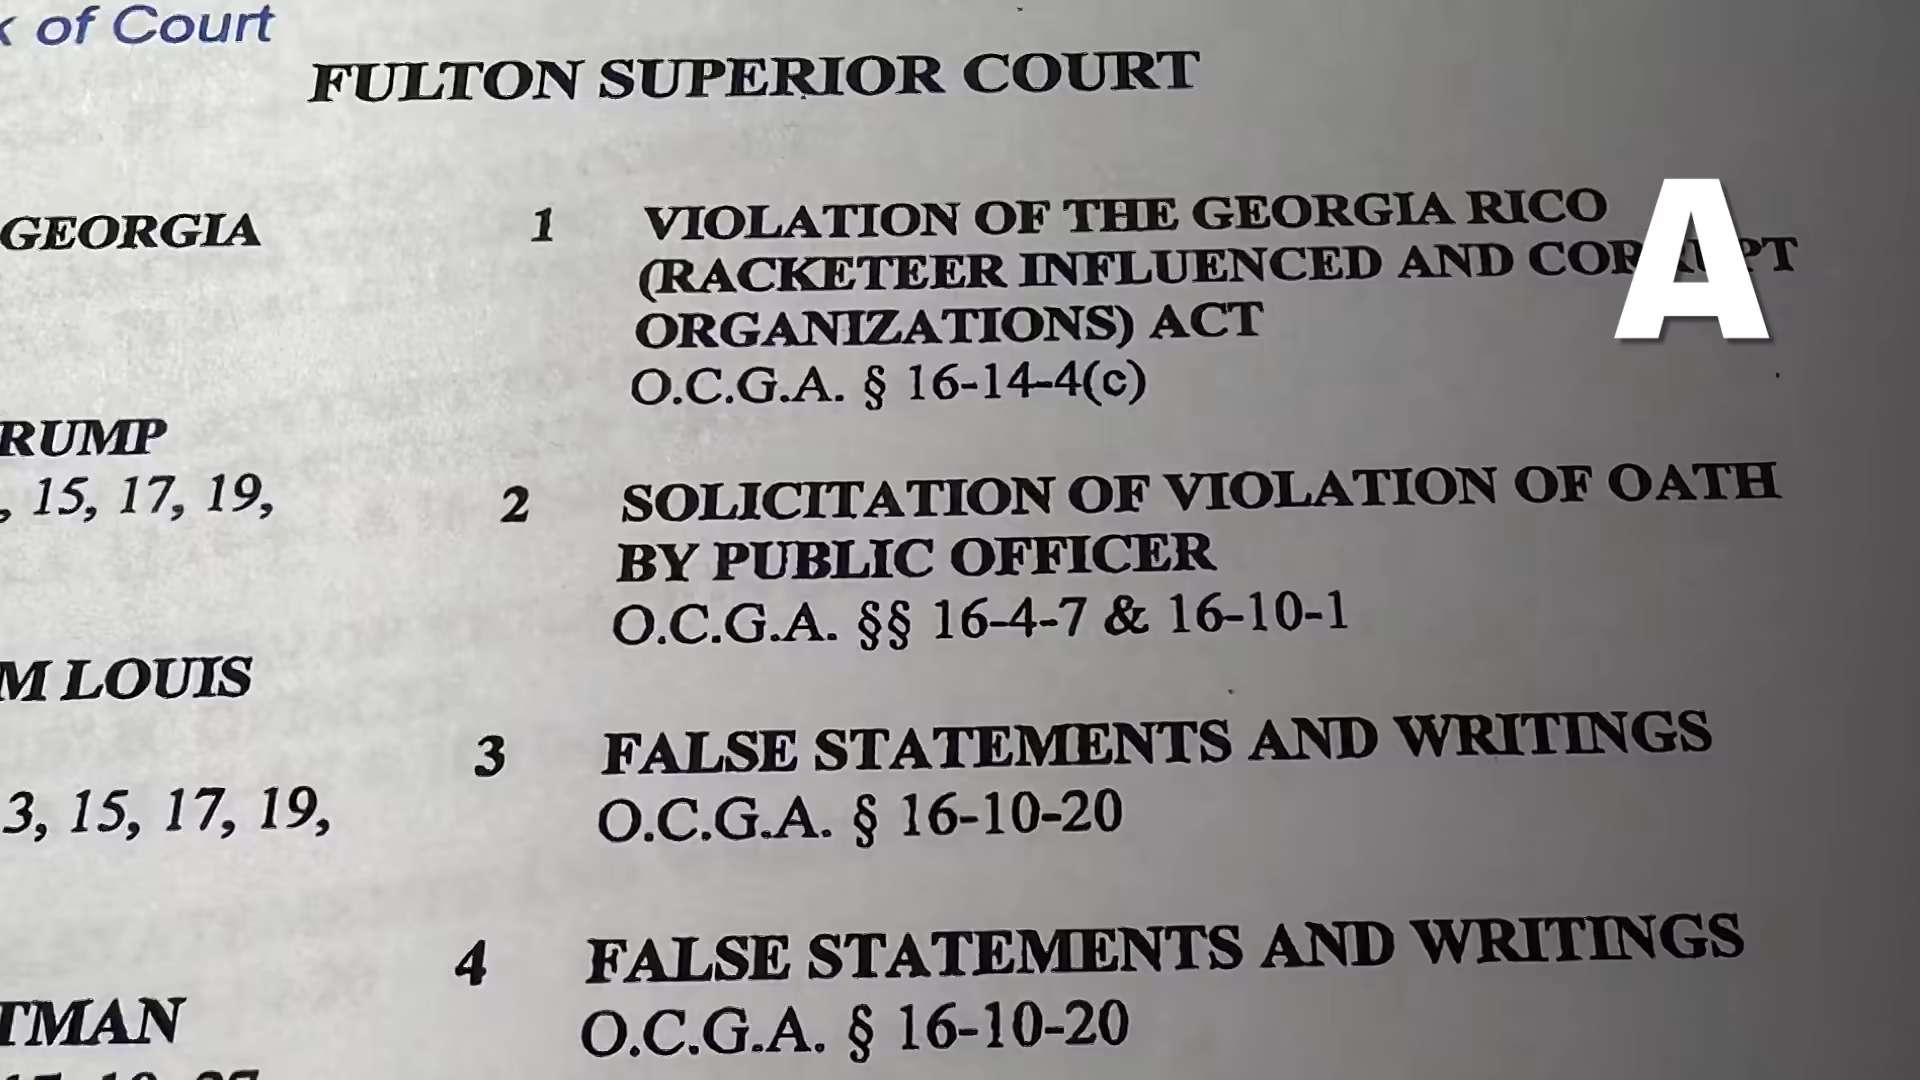 of Court
FULTON SUPERIOR COURT
GEORGIA
1 VIOLATION OF THE GEORGIA RICO
(RACKETEER INFLUENCED AND CORRUPT
ORGANIZATIONS) ACT
O.C.G.A. § 16-14-4(c)
A
RUMP
, 15, 17, 19,
2 SOLICITATION OF VIOLATION OF OATH
BY PUBLIC OFFICER
O.C.G.A. §§ 16-4-7 & 16-10-1
M LOUIS
3 FALSE STATEMENTS AND WRITINGS
O.C.G.A. § 16-10-20
3, 15, 17, 19,
4 FALSE STATEMENTS AND WRITINGS
O.C.G.A. § 16-10-20
TMAN